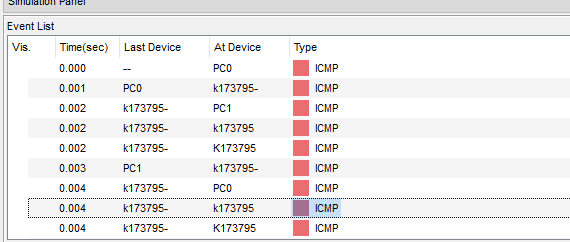 Simulation Panel
Event List
Vis. Time(sec) Last Device At Device Type
0.000 -- PC0 ICMP
0.001 PC0 k173795- ICMP
0.002 k173795- PC1 ICMP
0.002 k173795- k173795 ICMP
0.002 k173795- K173795 ICMP
0.003 PC1 k173795- ICMP
0.004 k173795- PC0 ICMP
0.004 k173795- k173795 ICMP
0.004 k173795- K173795 ICMP